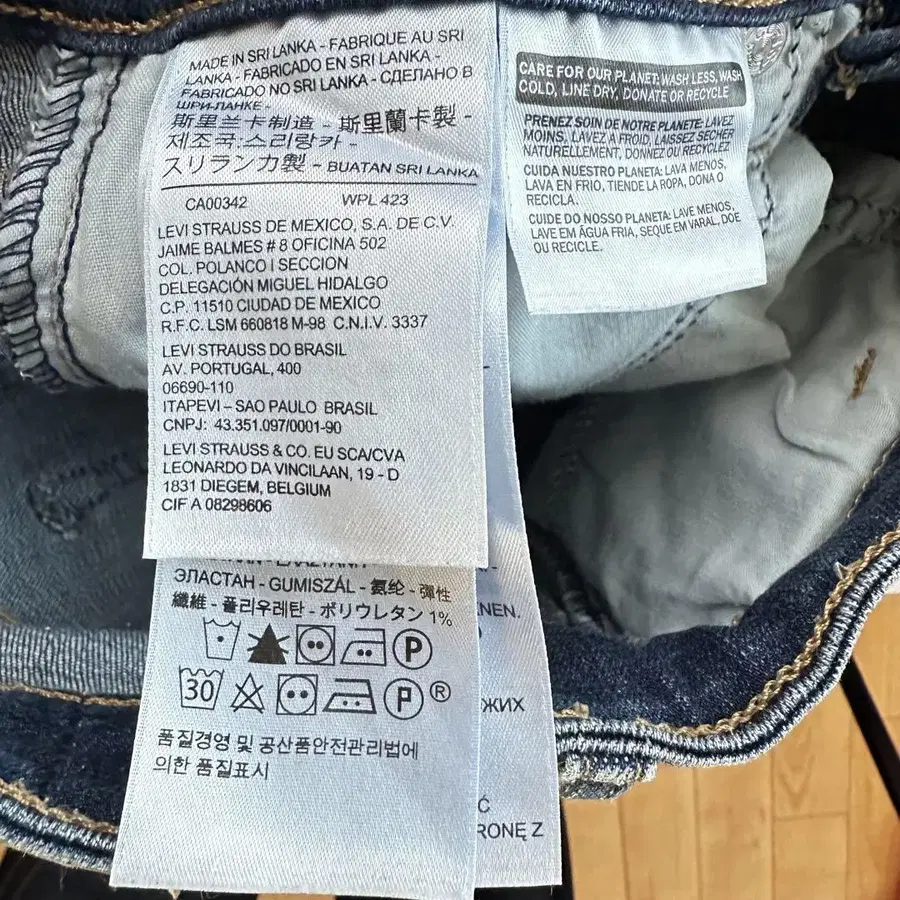 MADE IN SRI LANKA - FABRIQUE AU SRI
LANKA - FABRICADO EN SRI LANKA -
FABRICADO NO SRI LANKA - СДЕЛАНО В
ШРИ-ЛАНКЕ -
斯里兰卡制造 - 斯里蘭卡製 -
제조국:스리랑카 -
スリランカ製 - BUATAN SRI LANKA
CA00342 WPL 423
LEVI STRAUSS DE MEXICO, S.A. DE C.V.
JAIME BALMES # 8 OFICINA 502
COL. POLANCO I SECCION
DELEGACIÓN MIGUEL HIDALGO
C.P. 11510 CIUDAD DE MEXICO
R.F.C. LSM 660818 M-98 C.N.I.V. 3337
LEVI STRAUSS DO BRASIL
AV. PORTUGAL, 400
06690-110
ITAPEVI – SAO PAULO BRASIL
CNPJ: 43.351.097/0001-90
LEVI STRAUSS & CO. EU SCA/CVA
LEONARDO DA VINCILAAN, 19 - D
1831 DIEGEM, BELGIUM
CIF A 08298606
ЭЛАСТАН - GUMISZÁL - 氨纶 - 彈性
纖維 - 폴리우레탄 - ポリウレタン 1%
P
30 P ®
품질경영 및 공산품안전관리법에
의한 품질표시
CARE FOR OUR PLANET: WASH LESS, WASH
COLD, LINE DRY, DONATE OR RECYCLE
PRENEZ SOIN DE NOTRE PLANETE: LAVEZ
MOINS, LAVEZ À FROID, LAISSEZ SÉCHER
NATURELLEMENT, DONNEZ OU RECYCLEZ
CUIDA NUESTRO PLANETA: LAVA MENOS,
LAVA EN FRIO, TIENDE LA ROPA, DONA O
RECICLA.
CUIDE DO NOSSO PLANETA: LAVE MENOS,
LAVE EM ÁGUA FRIA, SEQUE EM VARAL, DOE
OU RECICLE.
ENEN.
ЖИХ
Ć
RONĘ Z